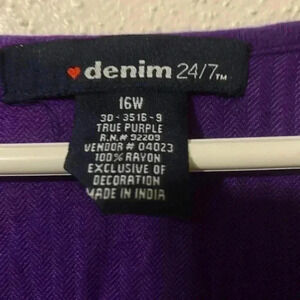 denim 24/7™
16W
30-3516-9
TRUE PURPLE
R.N.# 92209
VENDOR # 04023
100% RAYON
EXCLUSIVE OF
DECORATION
MADE IN INDIA